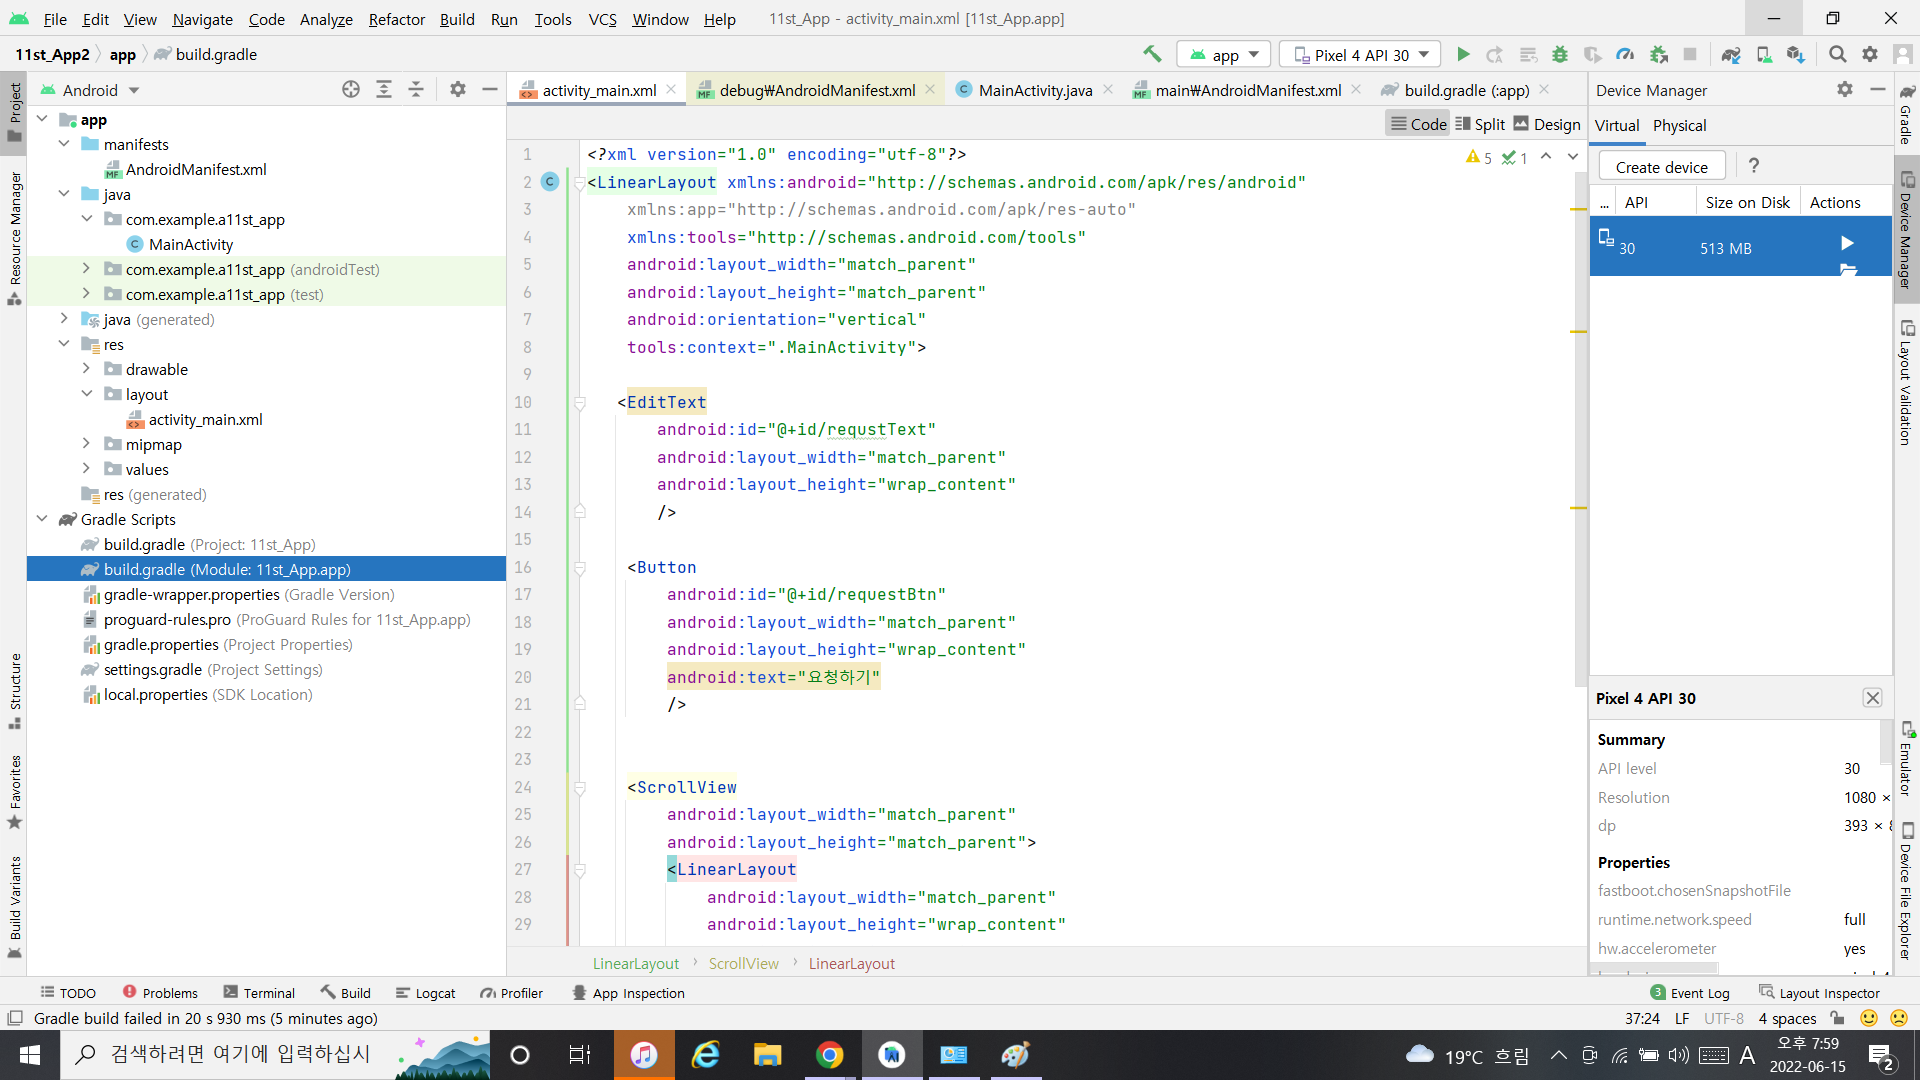 File Edit View Navigate Code Analyze Refactor Build Run Tools VCS Window Help 11st_App - activity_main.xml [11st_App.app]
11st_App2 app build.gradle
app Pixel 4 API 30
Project
Resource Manager
Structure
Favorites
Build Variants
Android
app
manifests
AndroidManifest.xml
java
com.example.a11st_app
MainActivity
com.example.a11st_app (androidTest)
com.example.a11st_app (test)
java (generated)
res
drawable
layout
activity_main.xml
mipmap
values
res (generated)
Gradle Scripts
build.gradle (Project: 11st_App)
build.gradle (Module: 11st_App.app)
gradle-wrapper.properties (Gradle Version)
proguard-rules.pro (ProGuard Rules for 11st_App.app)
gradle.properties (Project Properties)
settings.gradle (Project Settings)
local.properties (SDK Location)
activity_main.xml debug₩AndroidManifest.xml MainActivity.java main₩AndroidManifest.xml build.gradle (:app)
Code Split Design
5 1
1 <?xml version="1.0" encoding="utf-8"?>
2 <LinearLayout xmlns:android="http://schemas.android.com/apk/res/android"
3 xmlns:app="http://schemas.android.com/apk/res-auto"
4 xmlns:tools="http://schemas.android.com/tools"
5 android:layout_width="match_parent"
6 android:layout_height="match_parent"
7 android:orientation="vertical"
8 tools:context=".MainActivity">
9
10 <EditText
11 android:id="@+id/requstText"
12 android:layout_width="match_parent"
13 android:layout_height="wrap_content"
14 />
15
16 <Button
17 android:id="@+id/requestBtn"
18 android:layout_width="match_parent"
19 android:layout_height="wrap_content"
20 android:text="요청하기"
21 />
22
23
24 <ScrollView
25 android:layout_width="match_parent"
26 android:layout_height="match_parent">
27 <LinearLayout
28 android:layout_width="match_parent"
29 android:layout_height="wrap_content"
LinearLayout ScrollView LinearLayout
Device Manager
Virtual Physical
Create device ?
... API Size on Disk Actions
30 513 MB
Pixel 4 API 30
Summary
API level 30
Resolution 1080 ×
dp 393 ×
Properties
fastboot.chosenSnapshotFile
runtime.network.speed full
hw.accelerometer yes
Gradle
Device Manager
Layout Validation
Emulator
Device File Explorer
TODO Problems Terminal Build Logcat Profiler App Inspection 3 Event Log Layout Inspector
Gradle build failed in 20 s 930 ms (5 minutes ago) 37:24 LF UTF-8 4 spaces
검색하려면 여기에 입력하십시 19°C 흐림 A 오후 7:59
2022-06-15 2